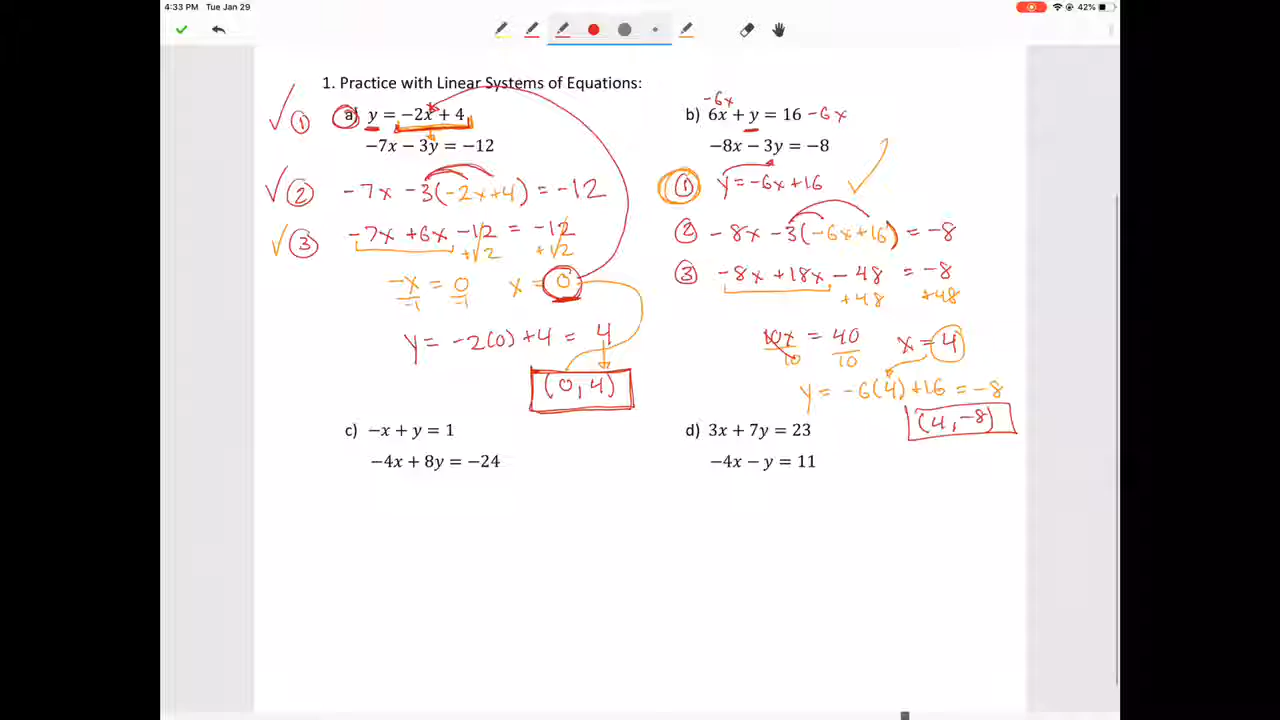 4:33 PM Tue Jan 29
42%
1. Practice with Linear Systems of Equations:
① a) y = −2x + 4
−7x − 3y = −12
② -7x -3(-2x+4) = -12
③ -7x +6x -12 = -12
+12 +12
-x = 0 x = 0
-1 -1
y = -2(0) +4 = 4
(0, 4)
-6x
b) 6x + y = 16 -6x
−8x − 3y = −8
① y = -6x+16
② -8x -3(-6x+16) = -8
③ -8x +18x -48 = -8
+48 +48
10x = 40 x = 4
10 10
y = -6(4) +16 = -8
(4, -8)
c) −x + y = 1
−4x + 8y = −24
d) 3x + 7y = 23
−4x − y = 11